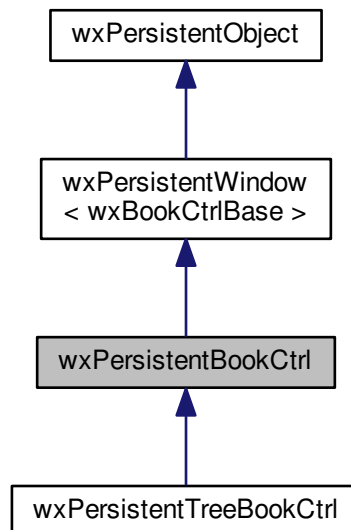 wxPersistentObject
wxPersistentWindow
< wxBookCtrlBase >
wxPersistentBookCtrl
wxPersistentTreeBookCtrl